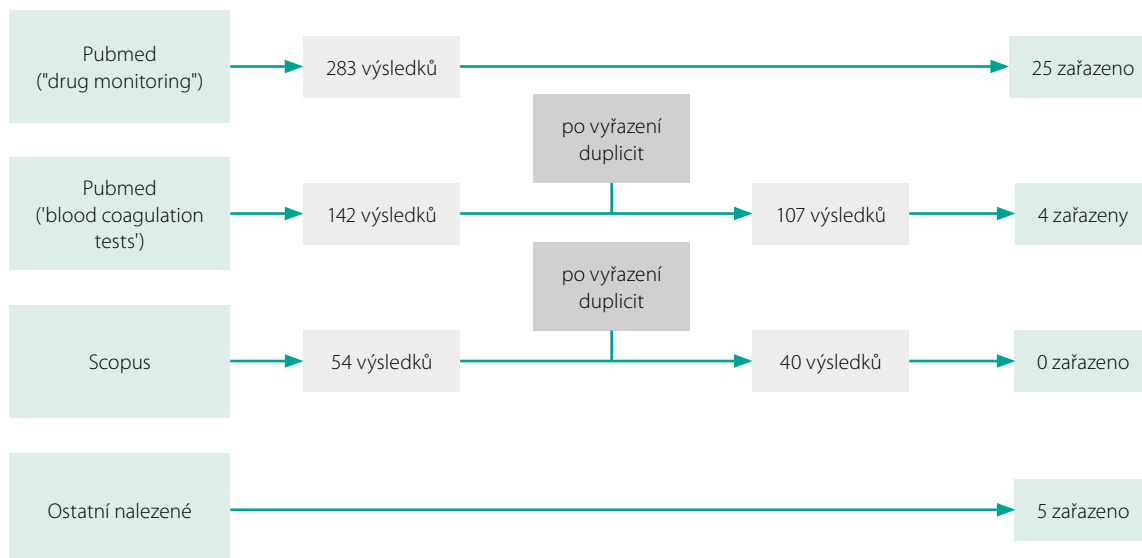 Pubmed
("drug monitoring")
283 výsledků
25 zařazeno
po vyřazení
duplicit
Pubmed
('blood coagulation
tests')
142 výsledků
107 výsledků
4 zařazeny
po vyřazení
duplicit
Scopus
54 výsledků
40 výsledků
0 zařazeno
Ostatní nalezené
5 zařazeno